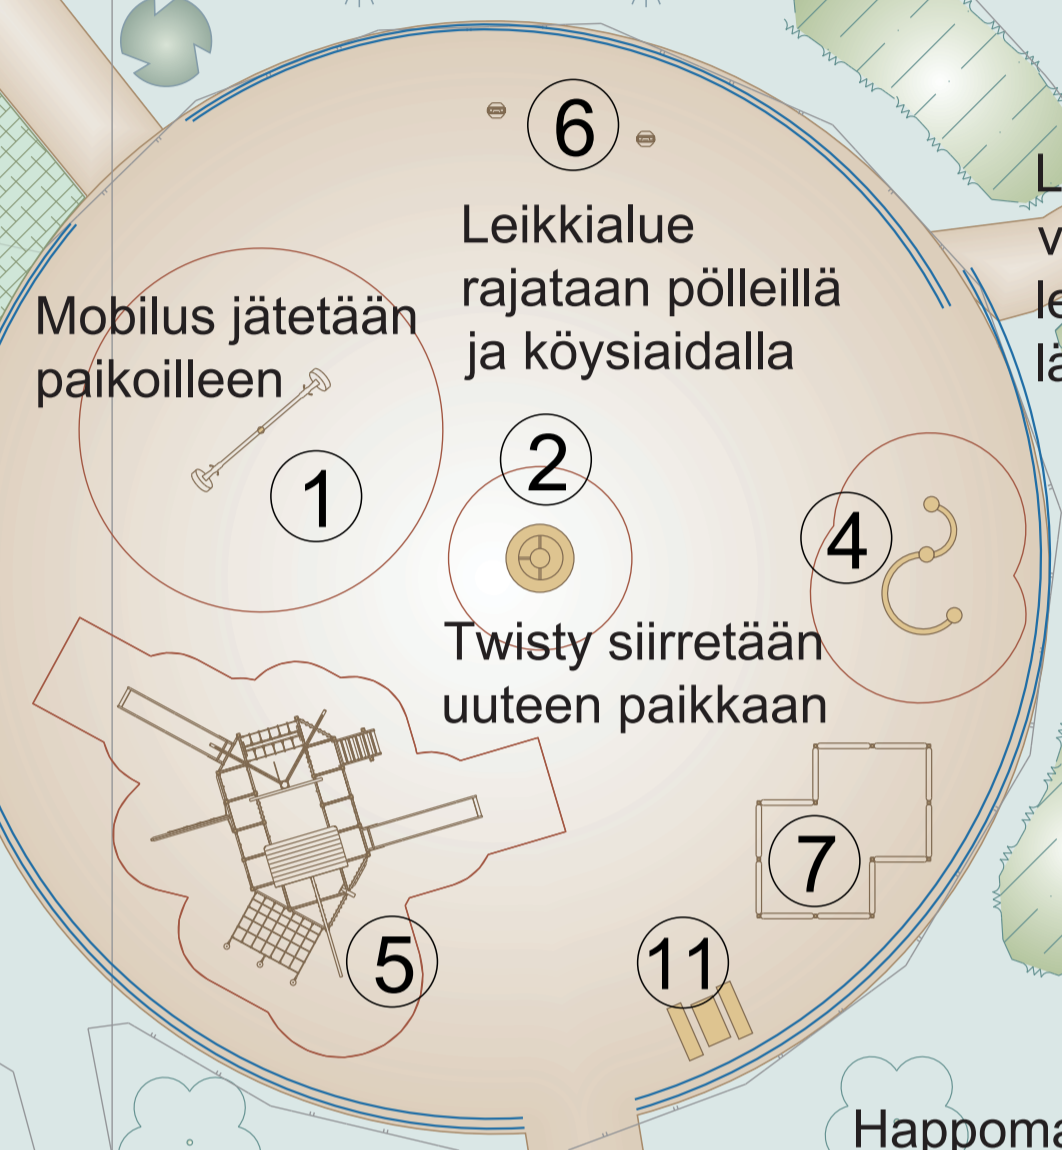 6
Leikkialue
rajataan pölleillä
ja köysiaidalla
Mobilus jätetään
paikoilleen
1
2
4
Twisty siirretään
uuteen paikkaan
7
5
11